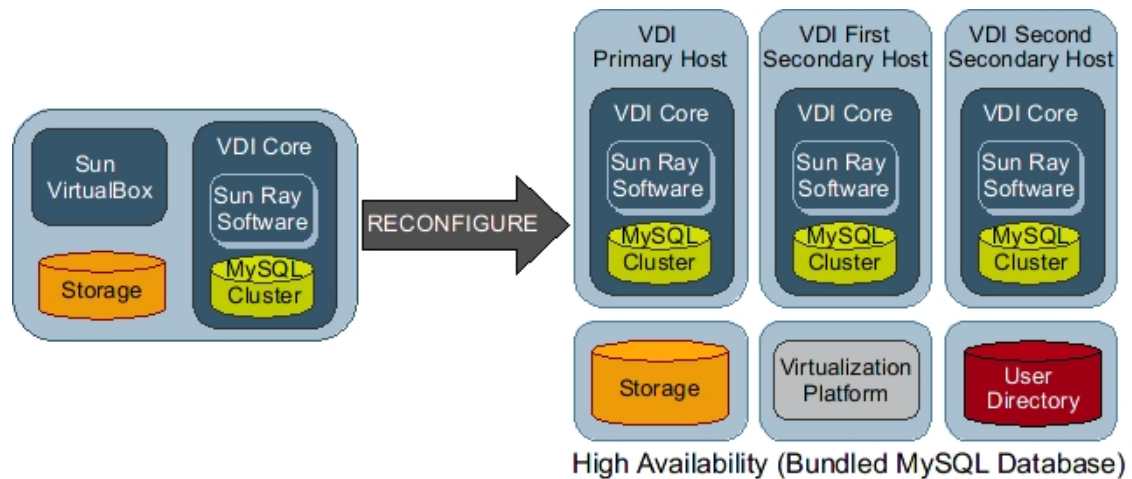 Sun
VirtualBox
Storage
VDI Core
Sun Ray
Software
MySQL
Cluster
RECONFIGURE
VDI
Primary Host
VDI Core
Sun Ray
Software
MySQL
Cluster
VDI First
Secondary Host
VDI Core
Sun Ray
Software
MySQL
Cluster
VDI Second
Secondary Host
VDI Core
Sun Ray
Software
MySQL
Cluster
Storage
Virtualization
Platform
User
Directory
High Availability (Bundled MySQL Database)